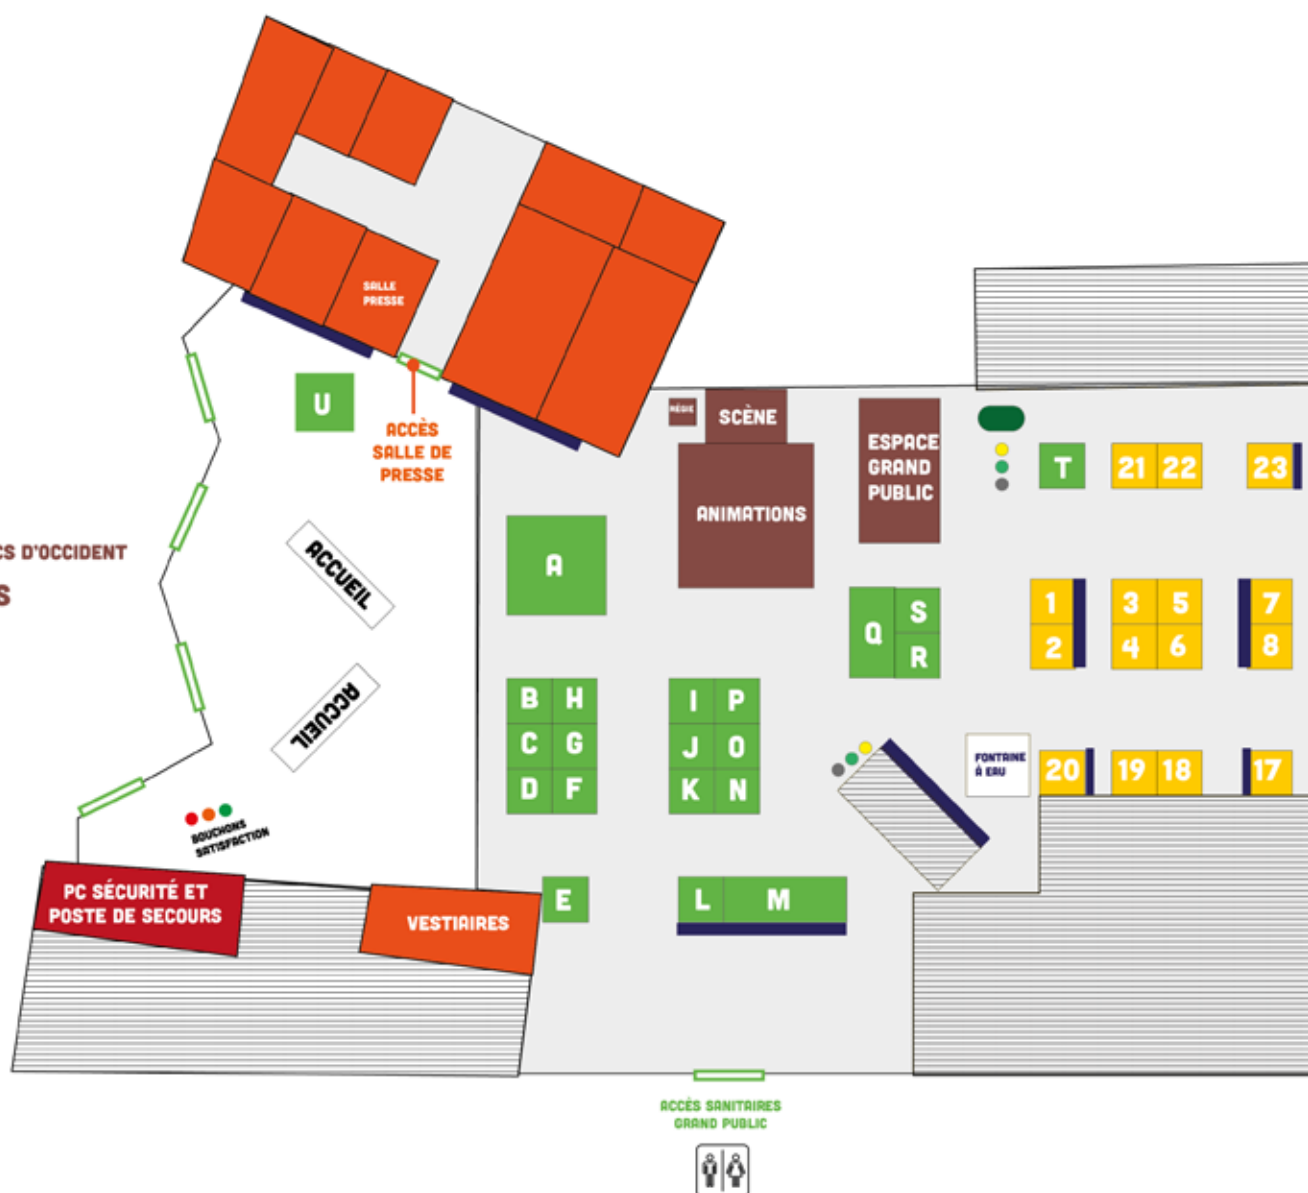 SALLE
PRESSE
U
ACCÈS
SALLE DE
PRESSE
RÉGIE
SCÈNE
ANIMATIONS
ESPACE
GRAND
PUBLIC
T
21 22
23
CS D'OCCIDENT
S
ACCUEIL
ACCUEIL
A
Q S
R
1
2
3 5
4 6
7
8
B H
C G
D F
I P
J O
K N
FONTAINE
À EAU
20
19 18
17
BOUCHONS
SATISFACTION
PC SÉCURITÉ ET
POSTE DE SECOURS
VESTIAIRES
E
L M
ACCÈS SANITAIRES
GRAND PUBLIC